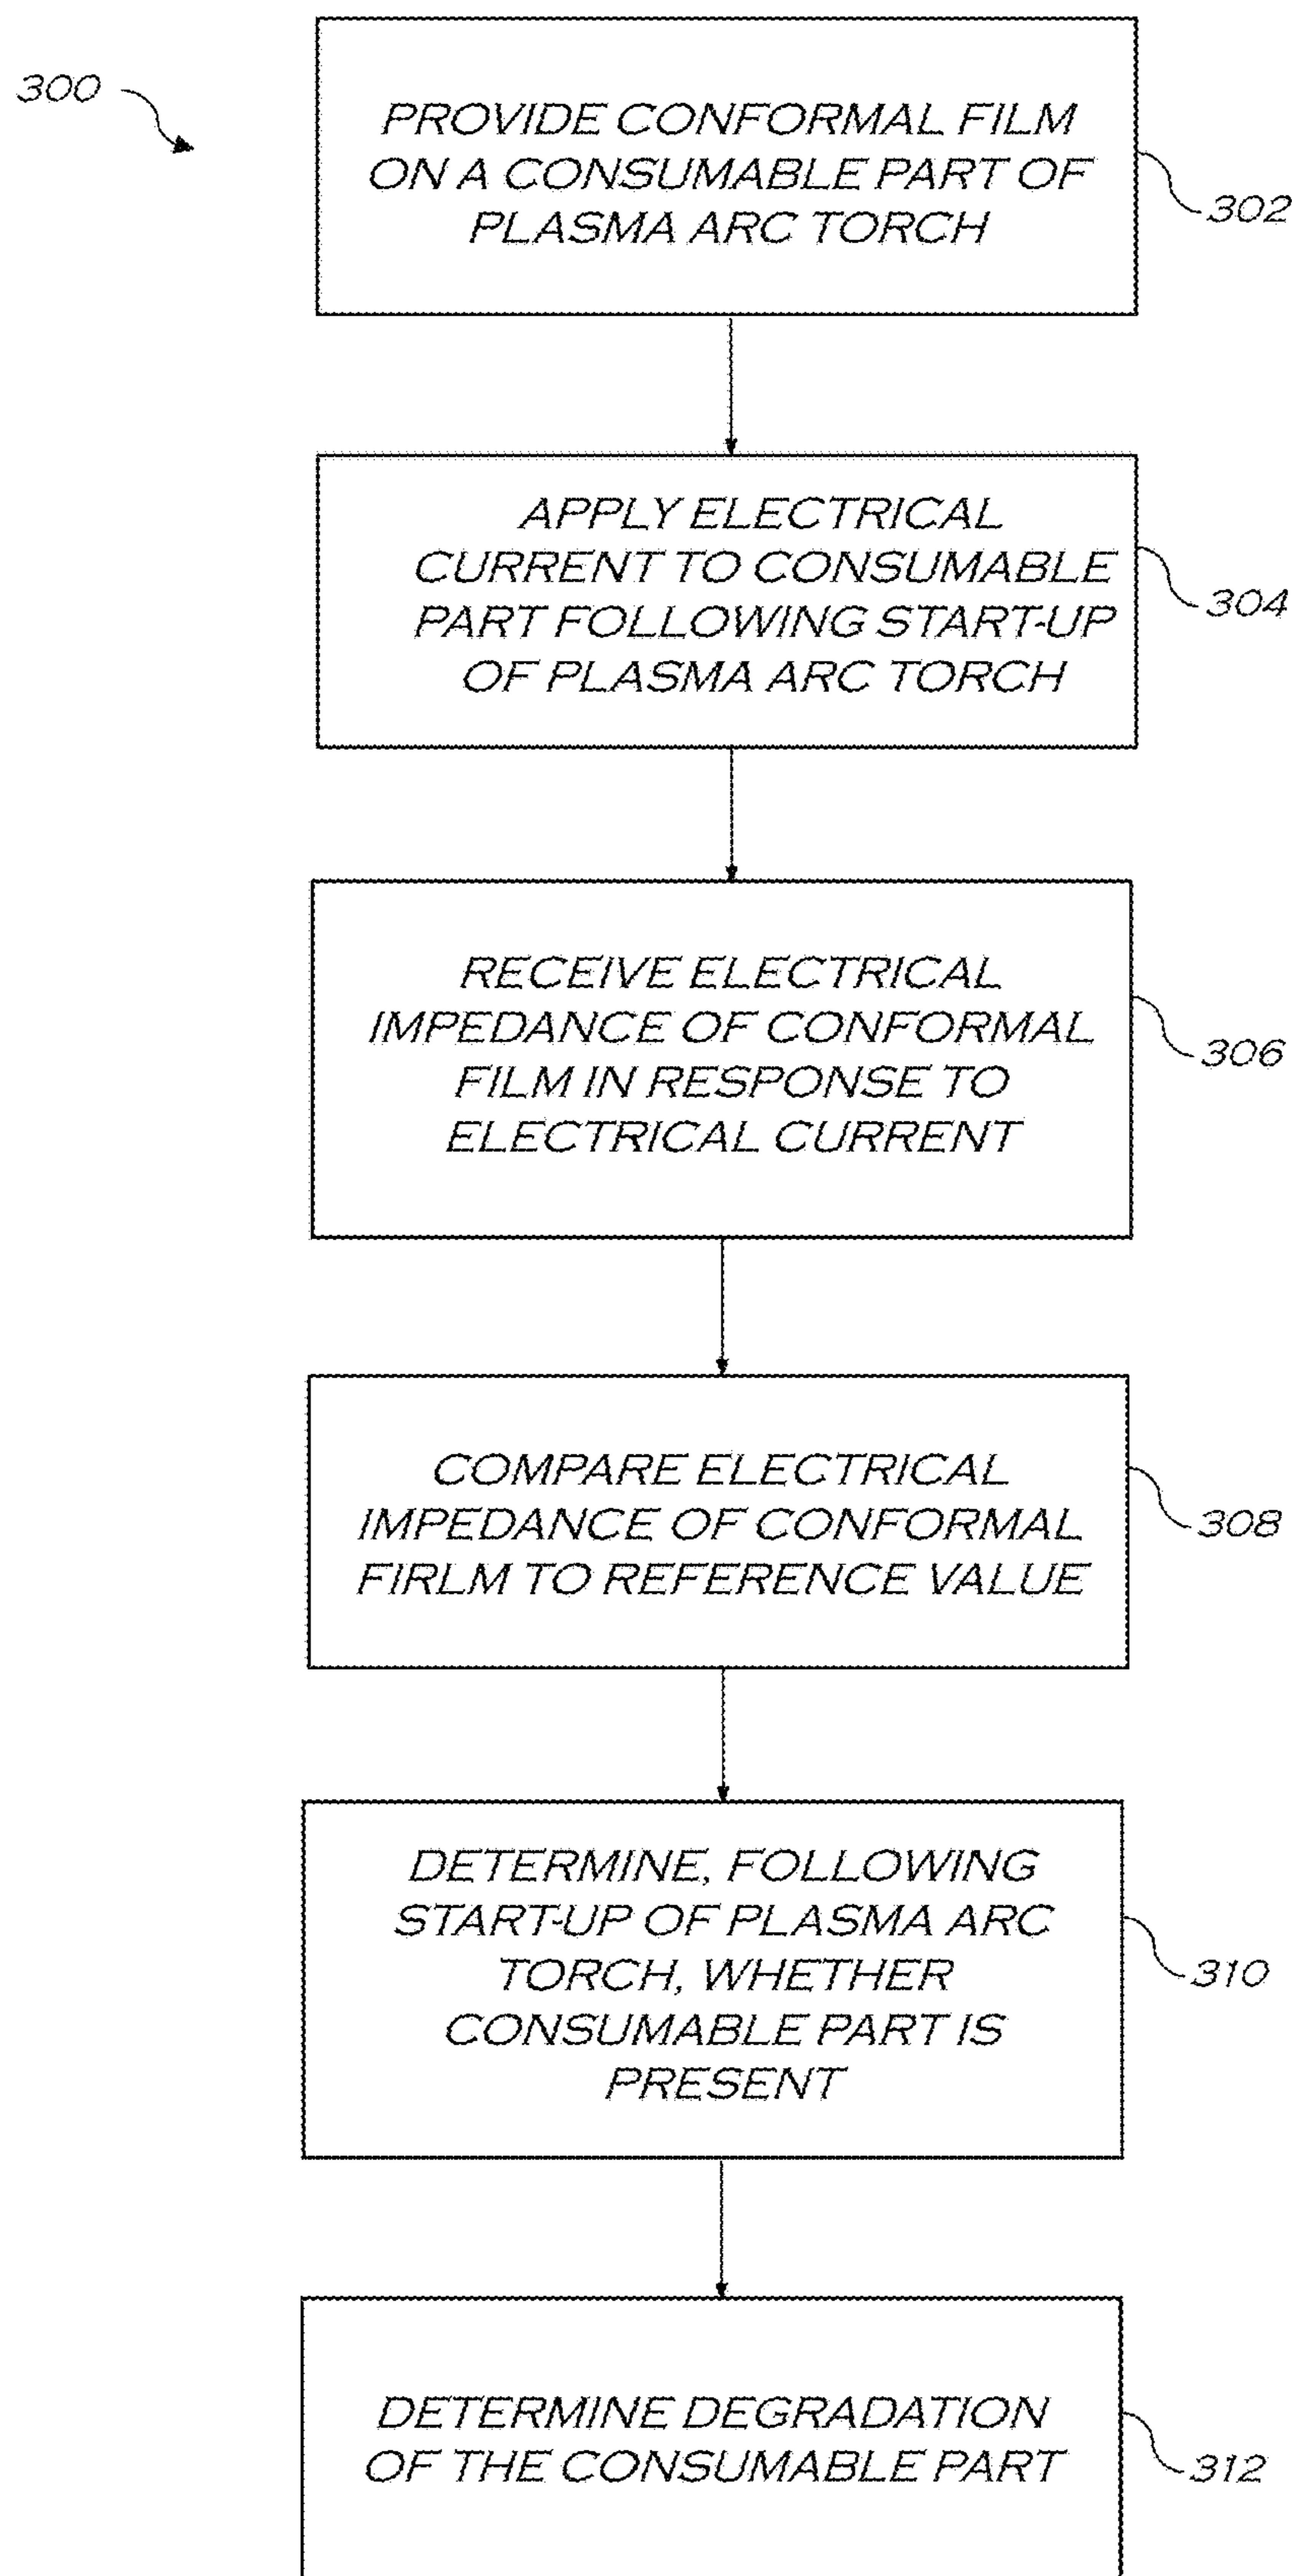 300
PROVIDE CONFORMAL FILM
ON A CONSUMABLE PART OF
PLASMA ARC TORCH
302
APPLY ELECTRICAL
CURRENT TO CONSUMABLE
PART FOLLOWING START-UP
OF PLASMA ARC TORCH
304
RECEIVE ELECTRICAL
IMPEDANCE OF CONFORMAL
FILM IN RESPONSE TO
ELECTRICAL CURRENT
306
COMPARE ELECTRICAL
IMPEDANCE OF CONFORMAL
FIRLM TO REFERENCE VALUE
308
DETERMINE, FOLLOWING
START-UP OF PLASMA ARC
TORCH, WHETHER
CONSUMABLE PART IS
PRESENT
310
DETERMINE DEGRADATION
OF THE CONSUMABLE PART
312